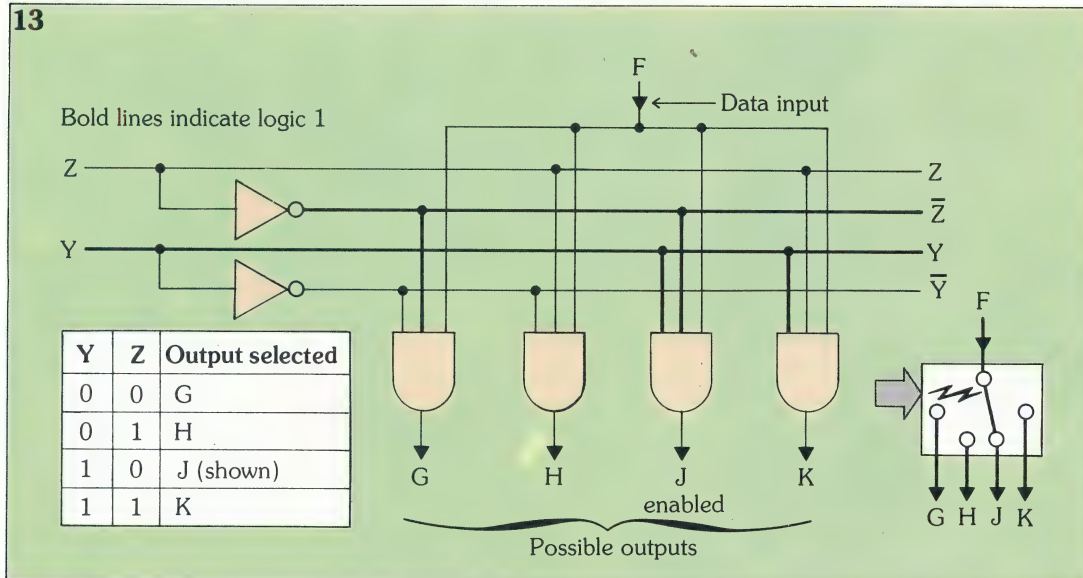 13
F
Data input
Bold lines indicate logic 1
Z Z
Z̅
Y Y
Y̅
F
Y Z Output selected
0 0 G
0 1 H
1 0 J (shown)
1 1 K
G H J K
enabled
G H J K
Possible outputs